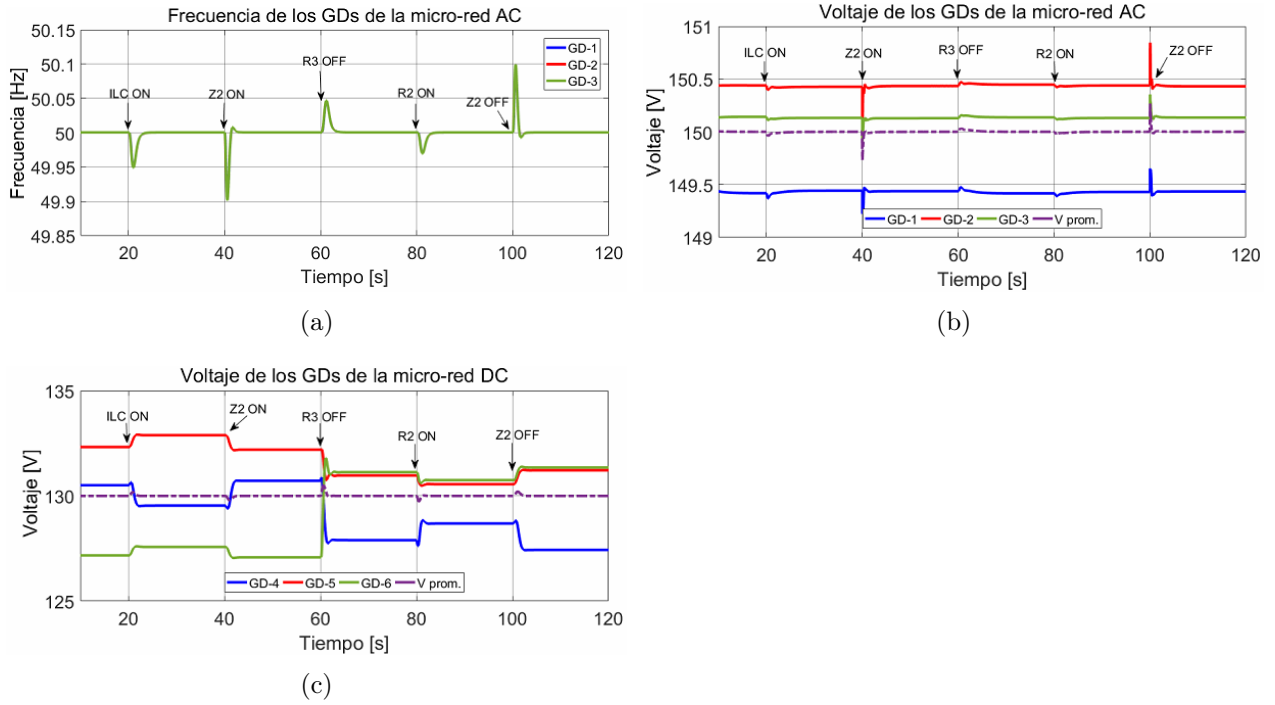 Frecuencia de los GDs de la micro-red AC
50.15
50.1
50.05
50
49.95
49.9
49.85
Frecuencia [Hz]
ILC ON
Z2 ON
R3 OFF
R2 ON
Z2 OFF
GD-1
GD-2
GD-3
20 40 60 80 100 120
Tiempo [s]
(a)
Voltaje de los GDs de la micro-red AC
151
150.5
150
149.5
149
Voltaje [V]
ILC ON
Z2 ON
R3 OFF
R2 ON
Z2 OFF
GD-1 GD-2 GD-3 V prom.
20 40 60 80 100 120
Tiempo [s]
(b)
Voltaje de los GDs de la micro-red DC
135
130
125
Voltaje [V]
ILC ON
Z2 ON
R3 OFF
R2 ON
Z2 OFF
GD-4 GD-5 GD-6 V prom.
20 40 60 80 100 120
Tiempo [s]
(c)